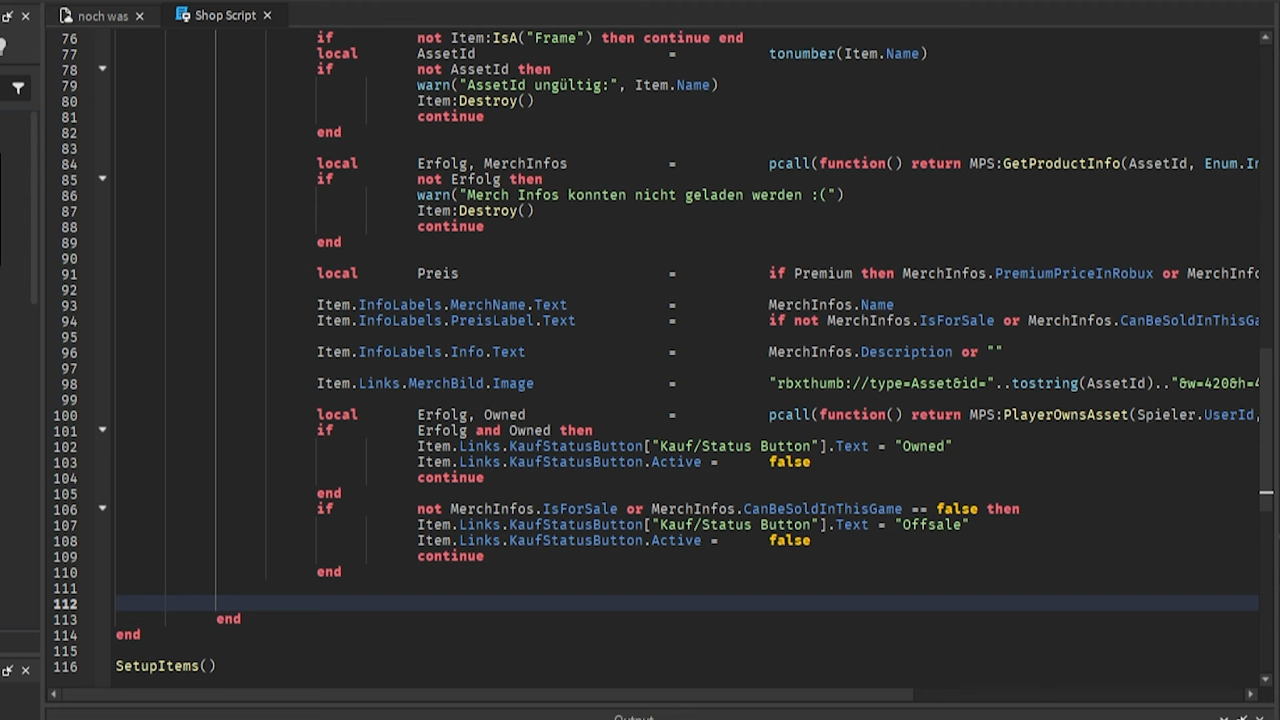 noch was
Shop Script
76 if not Item:IsA("Frame") then continue end
77 local AssetId = tonumber(Item.Name)
78 if not AssetId then
79 warn("AssetId ungültig:", Item.Name)
80 Item:Destroy()
81 continue
82 end
83
84 local Erfolg, MerchInfos = pcall(function() return MPS:GetProductInfo(AssetId, Enum.In
85 if not Erfolg then
86 warn("Merch Infos konnten nicht geladen werden :(")
87 Item:Destroy()
88 continue
89 end
90
91 local Preis = if Premium then MerchInfos.PremiumPriceInRobux or MerchInfo
92
93 Item.InfoLabels.MerchName.Text = MerchInfos.Name
94 Item.InfoLabels.PreisLabel.Text = if not MerchInfos.IsForSale or MerchInfos.CanBeSoldInThisGa
95
96 Item.InfoLabels.Info.Text = MerchInfos.Description or ""
97
98 Item.Links.MerchBild.Image = "rbxthumb://type=Asset&id="..tostring(AssetId).."&w=420&h=4
99
100 local Erfolg, Owned = pcall(function() return MPS:PlayerOwnsAsset(Spieler.UserId,
101 if Erfolg and Owned then
102 Item.Links.KaufStatusButton["Kauf/Status Button"].Text = "Owned"
103 Item.Links.KaufStatusButton.Active = false
104 continue
105 end
106 if not MerchInfos.IsForSale or MerchInfos.CanBeSoldInThisGame == false then
107 Item.Links.KaufStatusButton["Kauf/Status Button"].Text = "Offsale"
108 Item.Links.KaufStatusButton.Active = false
109 continue
110 end
111
112
113 end
114 end
115
116 SetupItems()
Output